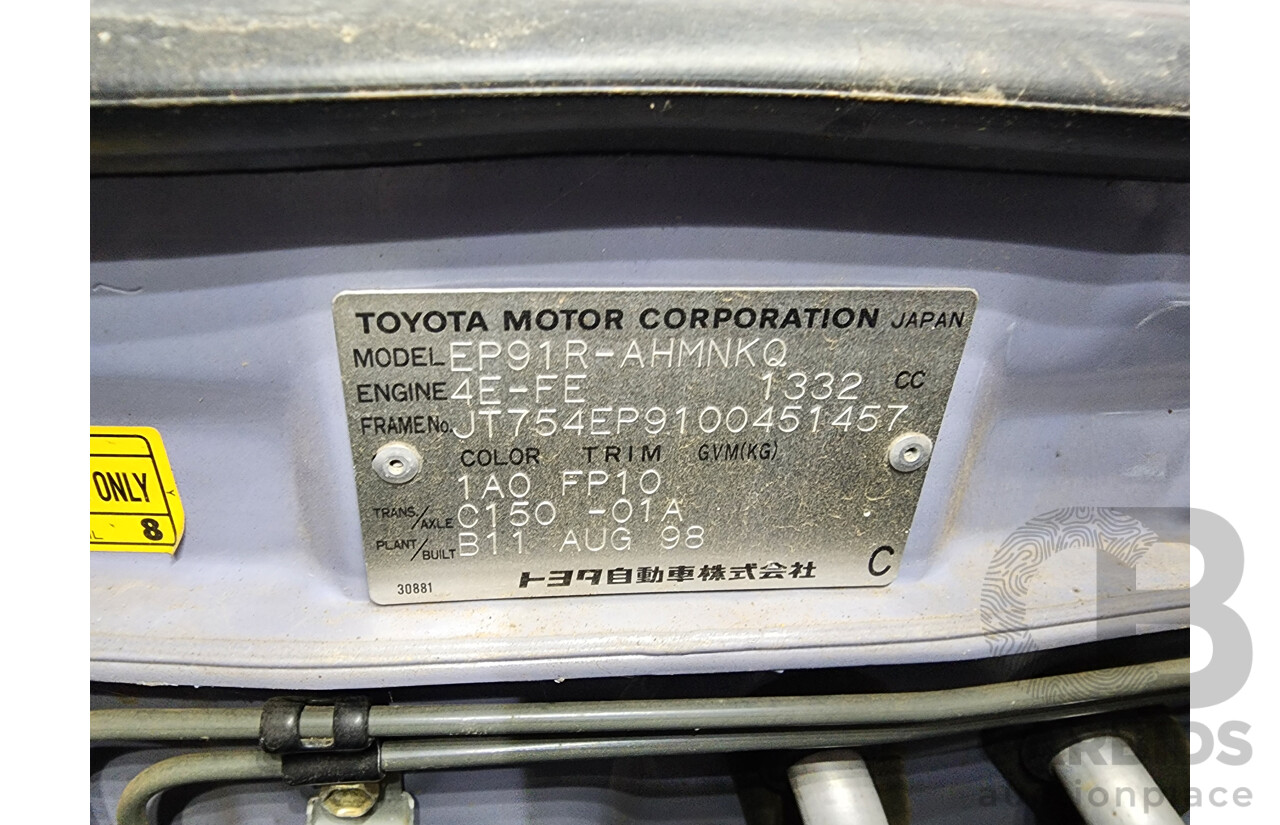 TOYOTA MOTOR CORPORATION JAPAN
MODEL EP91R-AHMNKQ
ENGINE 4E-FE 1332 CC
FRAME No. JT754EP9100451457
COLOR TRIM GVM(KG)
1A0 FP10
TRANS./AXLE C150 -01A
PLANT/BUILT B11 AUG 98
30881 トヨタ自動車株式会社 C
ONLY
8